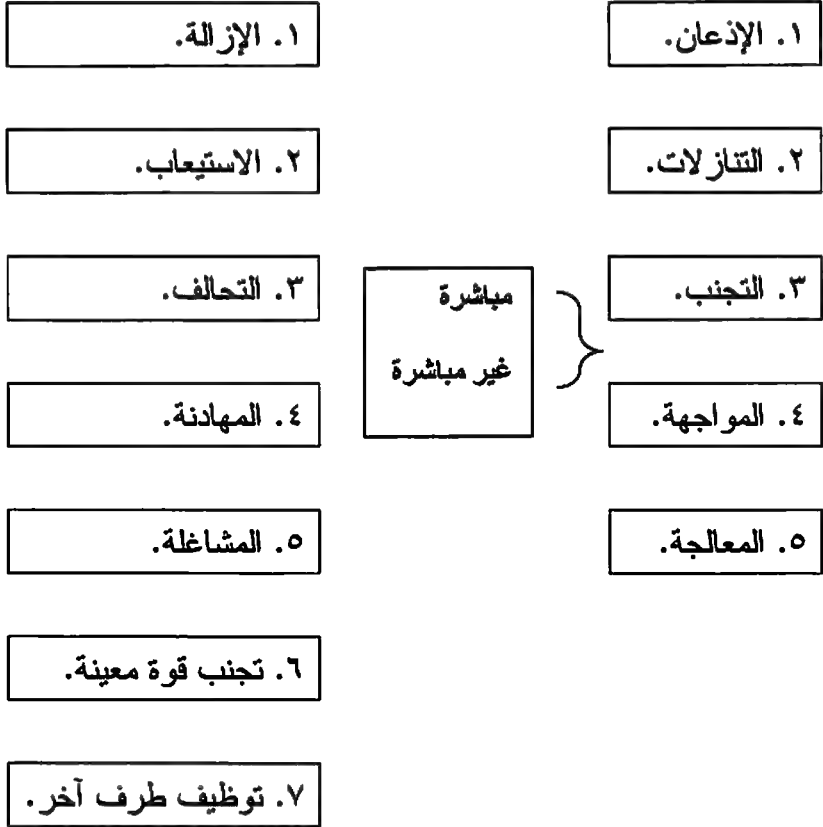 ١. الإذعان.
٢. التنازلات.
٣. التجنب.
٤. المواجهة.
٥. المعالجة.
مباشرة
غير مباشرة
١. الإزالة.
٢. الاستيعاب.
٣. التحالف.
٤. المهادنة.
٥. المشاغلة.
٦. تجنب قوة معينة.
٧. توظيف طرف آخر.